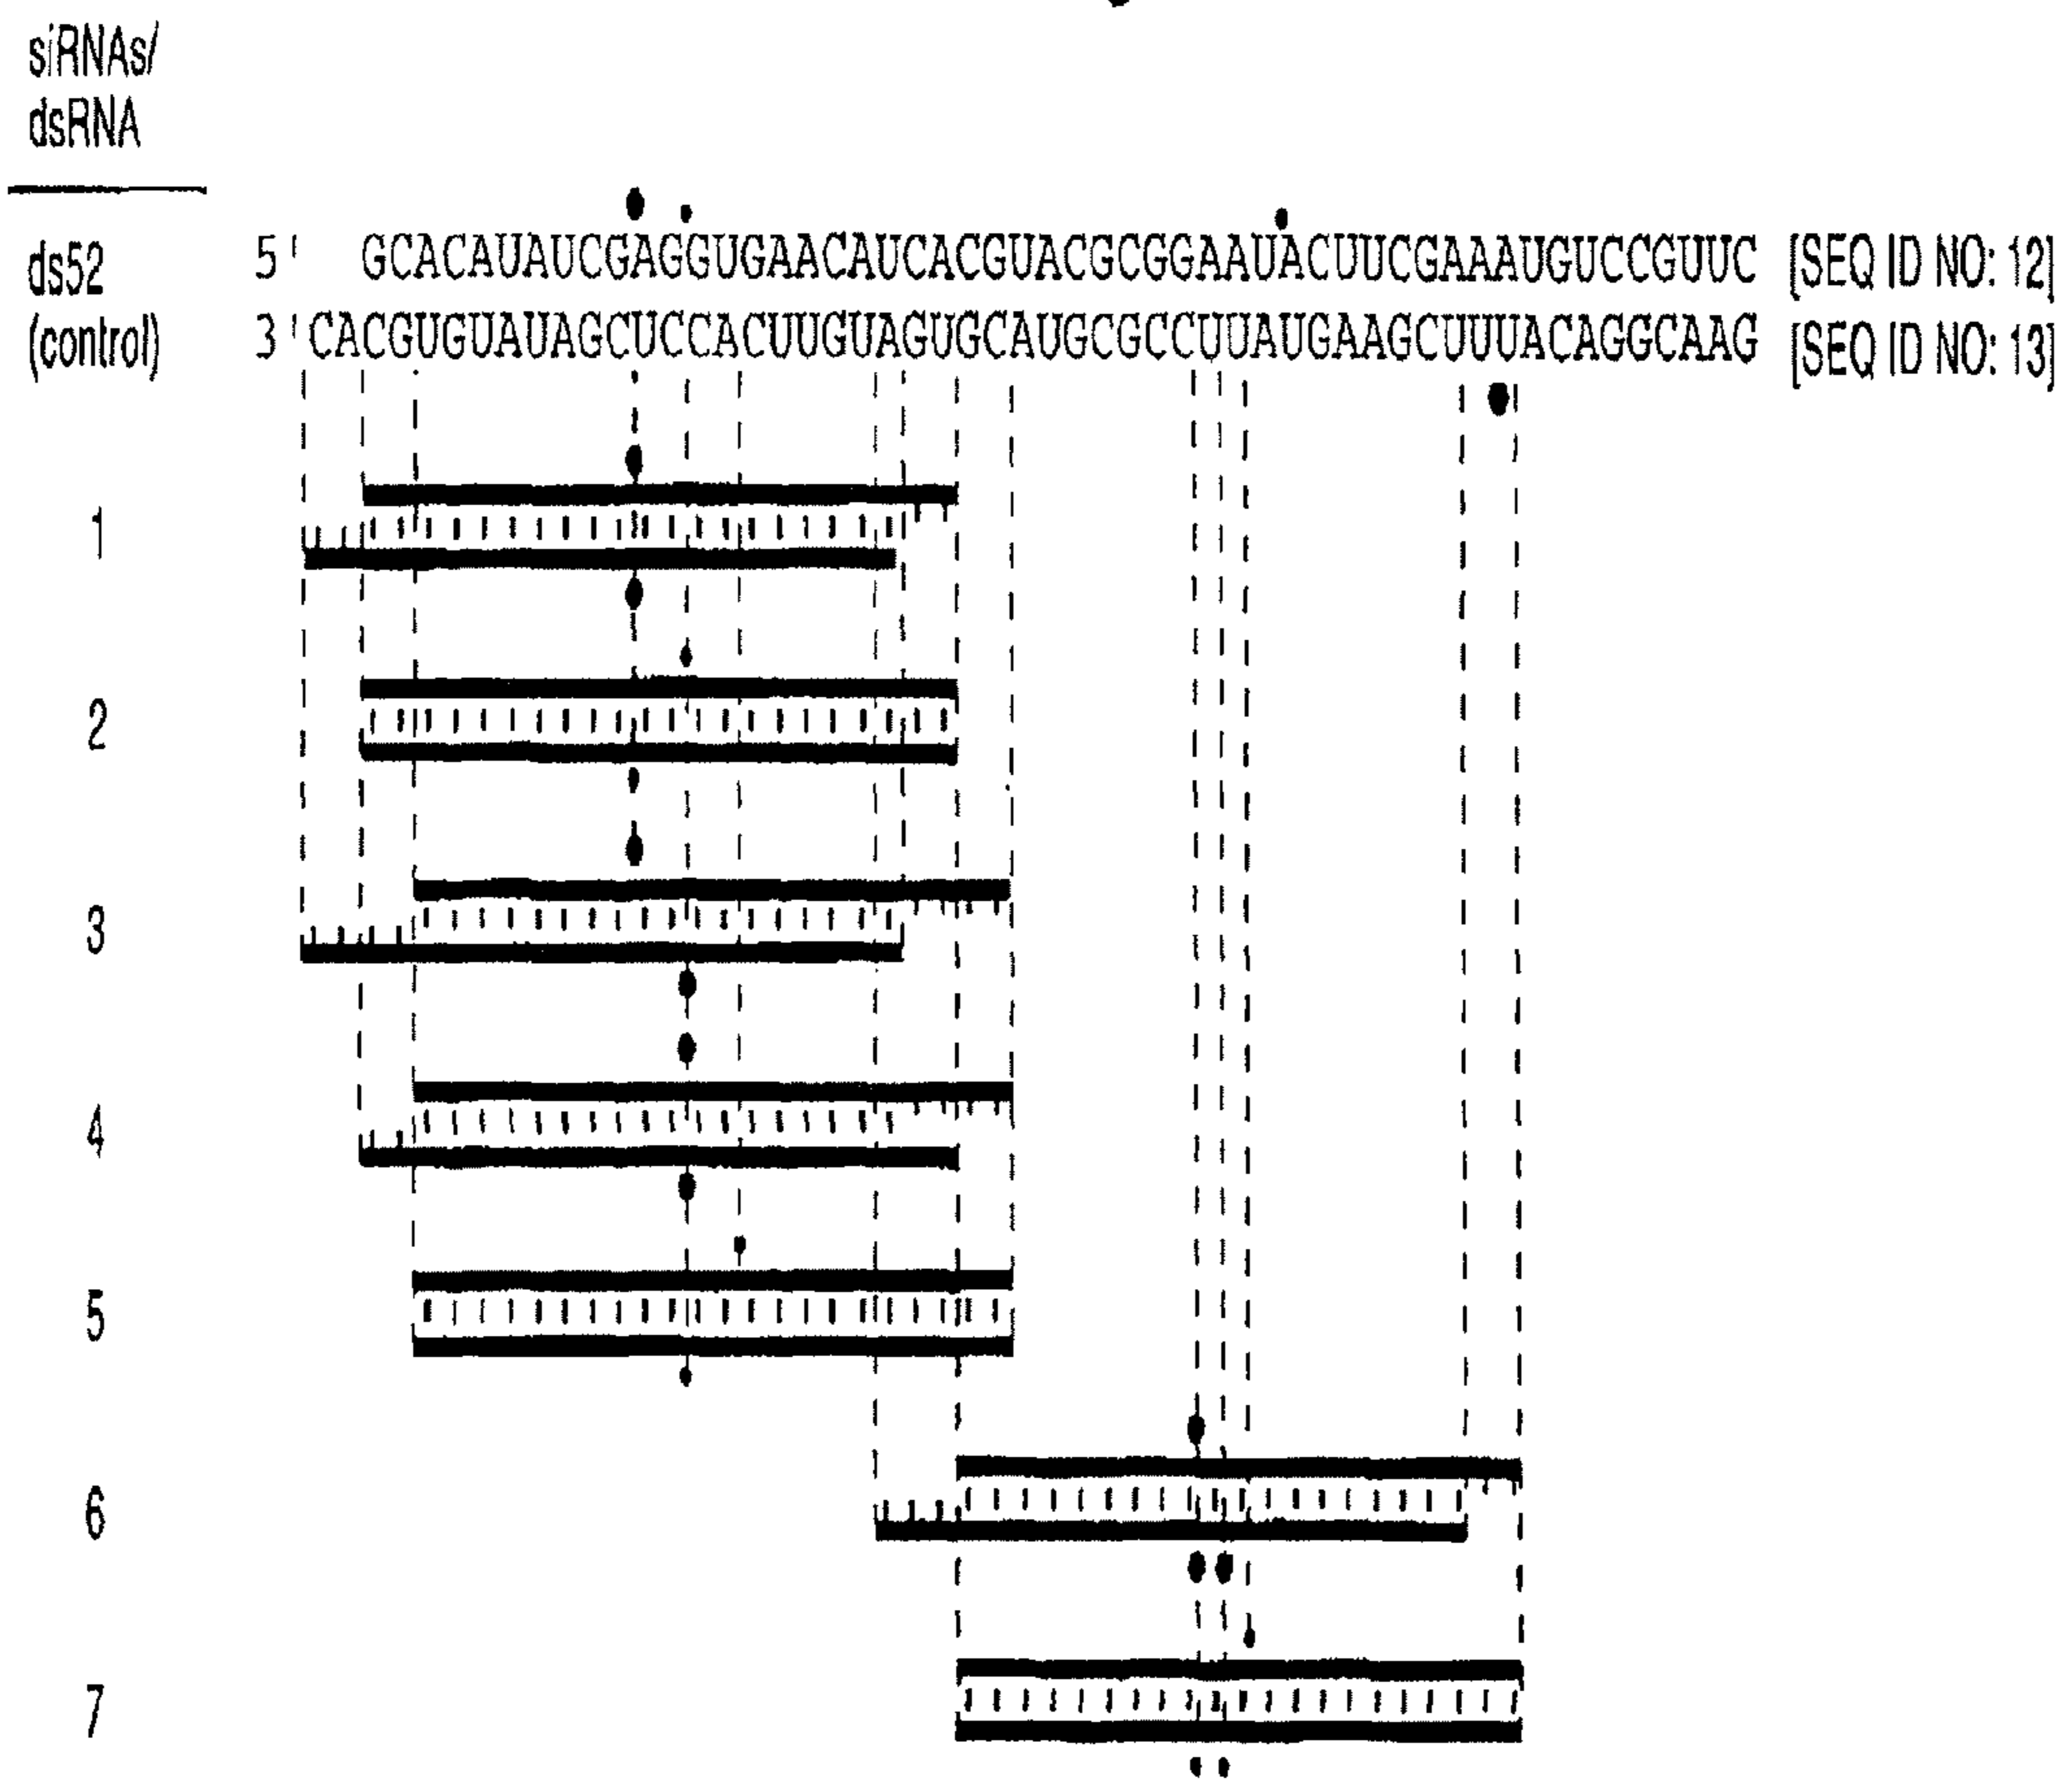 siRNAs/
dsRNA
ds52 5' GCACAUAUCGAGGUGAACAUCACGUACGCGGAAUACUUCGAAAUGUCCGUUC [SEQ ID NO: 12]
(control) 3' CACGUGUAUAGCUCCACUUGUAGUGCAUGCGCCUUAUGAAGCUUUACAGGCAAG [SEQ ID NO: 13]
1
2
3
4
5
6
7